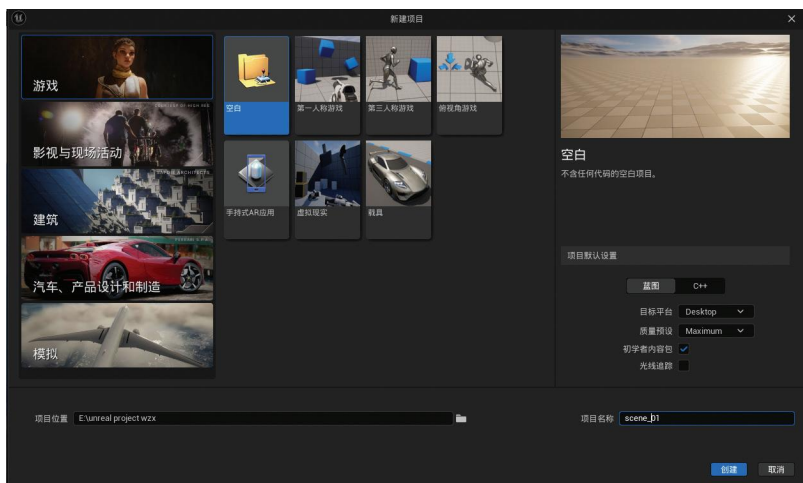 新建项目
游戏
影视与现场活动
建筑
汽车、产品设计和制造
模拟
空白
第一人称游戏
第三人称游戏
俯视角游戏
手持式AR应用
虚拟现实
载具
空白
不含任何代码的空白项目。
项目默认设置
蓝图 C++
目标平台 Desktop
质量预设 Maximum
初学者内容包
光线追踪
项目位置 E:\unreal project wzx
项目名称 scene_01
创建 取消